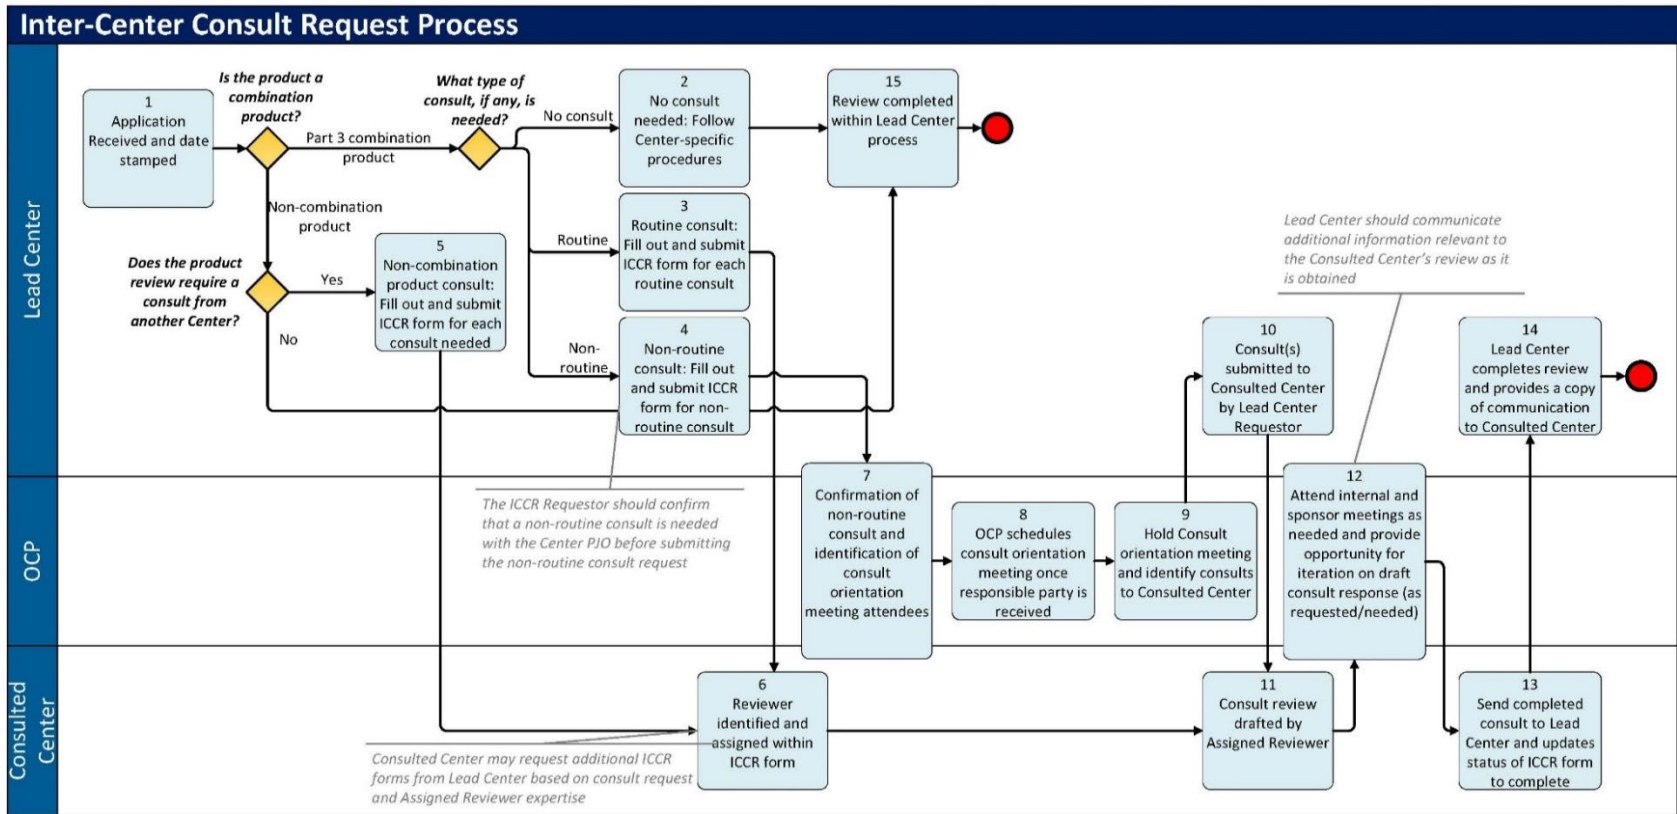 Inter-Center Consult Request Process
Lead Center
OCP
Consulted
Center
1
Application
Received and date
stamped
Is the product a
combination
product?
Part 3 combination
product
What type of
consult, if any, is
needed?
No consult
2
No consult
needed: Follow
Center-specific
procedures
15
Review completed
within Lead Center
process
Non-combination
product
Does the product
review require a
consult from
another Center?
Yes
No
5
Non-combination
product consult:
Fill out and submit
ICCR form for each
consult needed
Routine
3
Routine consult:
Fill out and submit
ICCR form for each
routine consult
Non-
routine
4
Non-routine
consult: Fill out
and submit ICCR
form for non-
routine consult
The ICCR Requestor should confirm
that a non-routine consult is needed
with the Center PJO before submitting
the non-routine consult request
7
Confirmation of
non-routine
consult and
identification of
consult
orientation
meeting attendees
8
OCP schedules
consult orientation
meeting once
responsible party is
received
9
Hold Consult
orientation meeting
and identify consults
to Consulted Center
10
Consult(s)
submitted to
Consulted Center
by Lead Center
Requestor
Lead Center should communicate
additional information relevant to
the Consulted Center's review as it
is obtained
12
Attend internal and
sponsor meetings as
needed and provide
opportunity for
iteration on draft
consult response (as
requested/needed)
14
Lead Center
completes review
and provides a copy
of communication
to Consulted Center
6
Reviewer
identified and
assigned within
ICCR form
Consulted Center may request additional ICCR
forms from Lead Center based on consult request
and Assigned Reviewer expertise
11
Consult review
drafted by
Assigned Reviewer
13
Send completed
consult to Lead
Center and updates
status of ICCR form
to complete